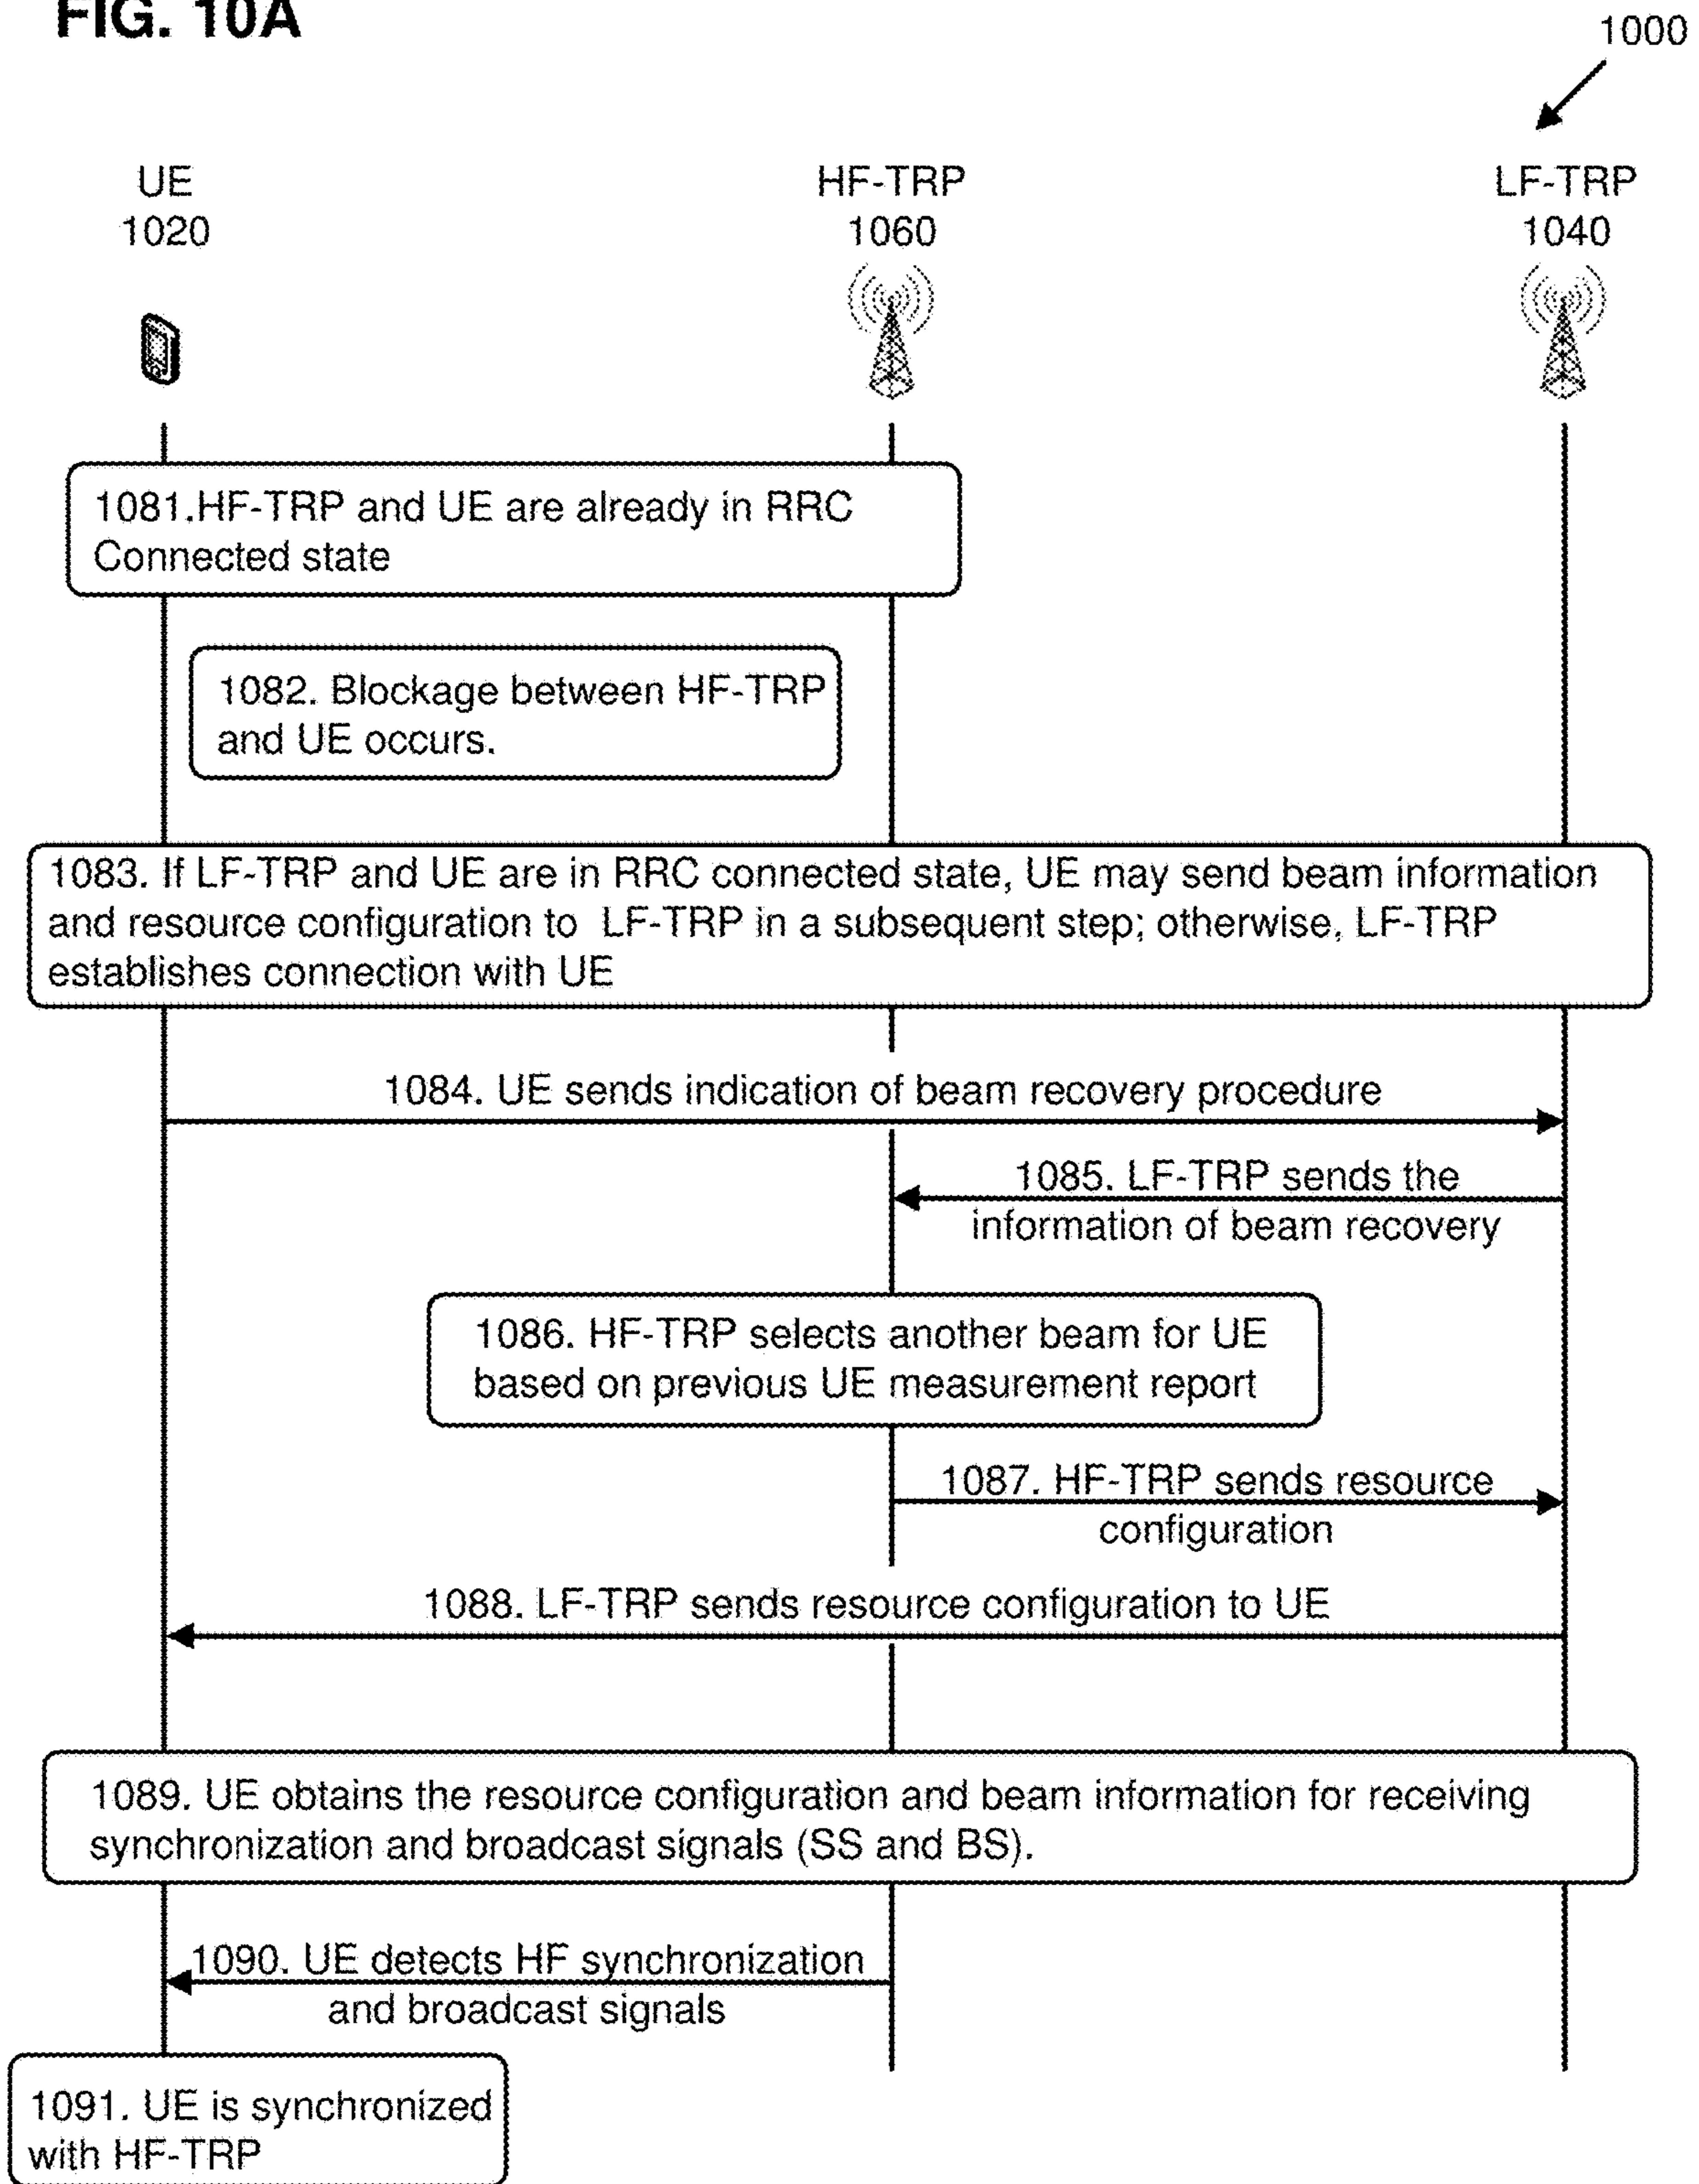 FIG. 10A
1000
UE
1020
HF-TRP
1060
LF-TRP
1040
1081.HF-TRP and UE are already in RRC
Connected state
1082. Blockage between HF-TRP
and UE occurs.
1083. If LF-TRP and UE are in RRC connected state, UE may send beam information
and resource configuration to LF-TRP in a subsequent step; otherwise, LF-TRP
establishes connection with UE
1084. UE sends indication of beam recovery procedure
1085. LF-TRP sends the
information of beam recovery
1086. HF-TRP selects another beam for UE
based on previous UE measurement report
1087. HF-TRP sends resource
configuration
1088. LF-TRP sends resource configuration to UE
1089. UE obtains the resource configuration and beam information for receiving
synchronization and broadcast signals (SS and BS).
1090. UE detects HF synchronization
and broadcast signals
1091. UE is synchronized
with HF-TRP